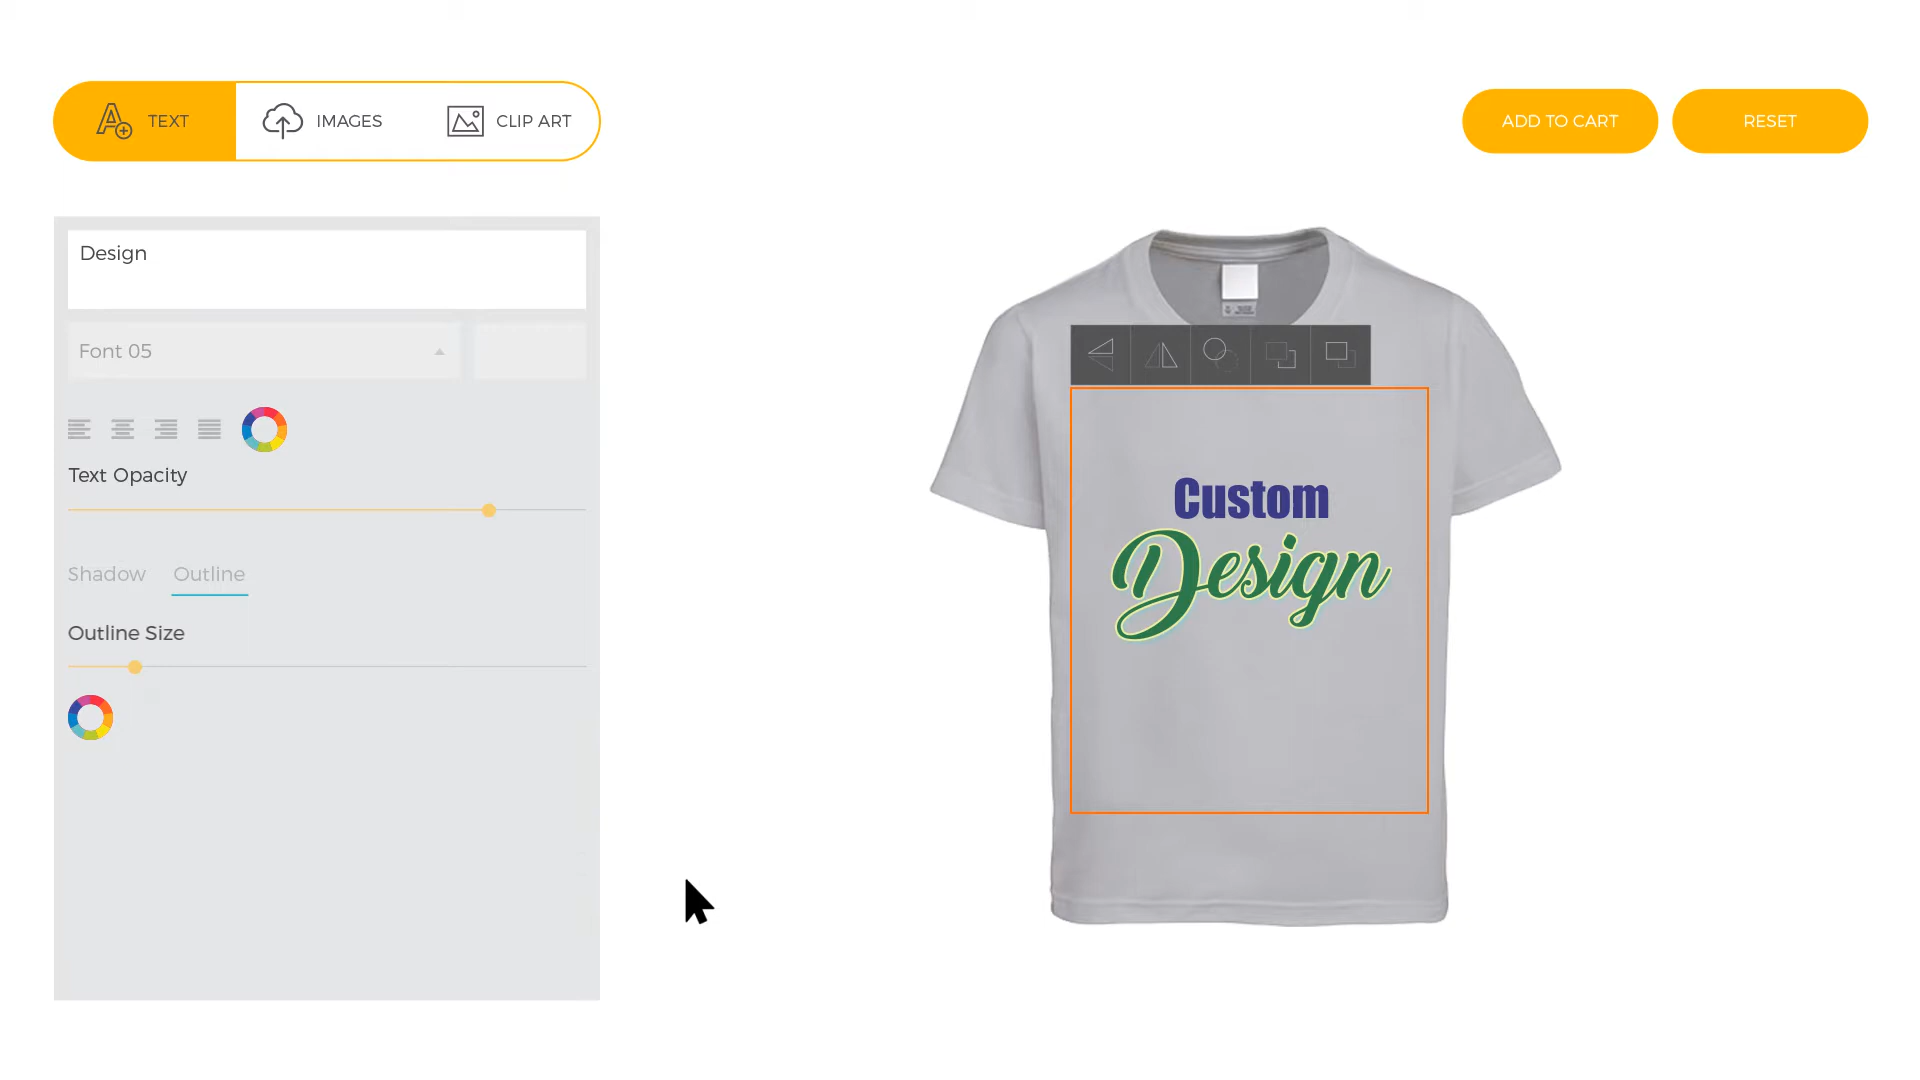 TEXT
IMAGES
CLIP ART
ADD TO CART
RESET
Design
Font 05
Text Opacity
Shadow
Outline
Outline Size
Custom
Design